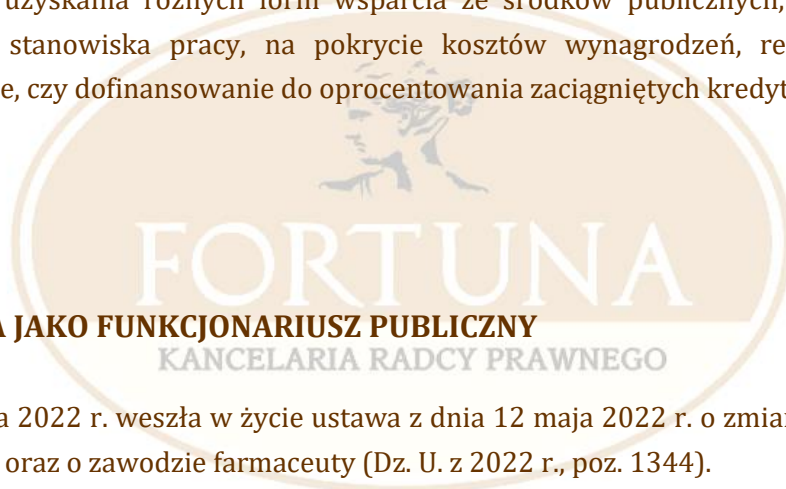 uzyskania różnych form wsparcia ze środków publicznych,
stanowiska pracy, na pokrycie kosztów wynagrodzeń, re
e, czy dofinansowanie do oprocentowania zaciągniętych kredyt
FORTUNA
A JAKO FUNKCJONARIUSZ PUBLICZNY
KANCELARIA RADCY PRAWNEGO
a 2022 r. weszła w życie ustawa z dnia 12 maja 2022 r. o zmian
oraz o zawodzie farmaceuty (Dz. U. z 2022 r., poz. 1344).